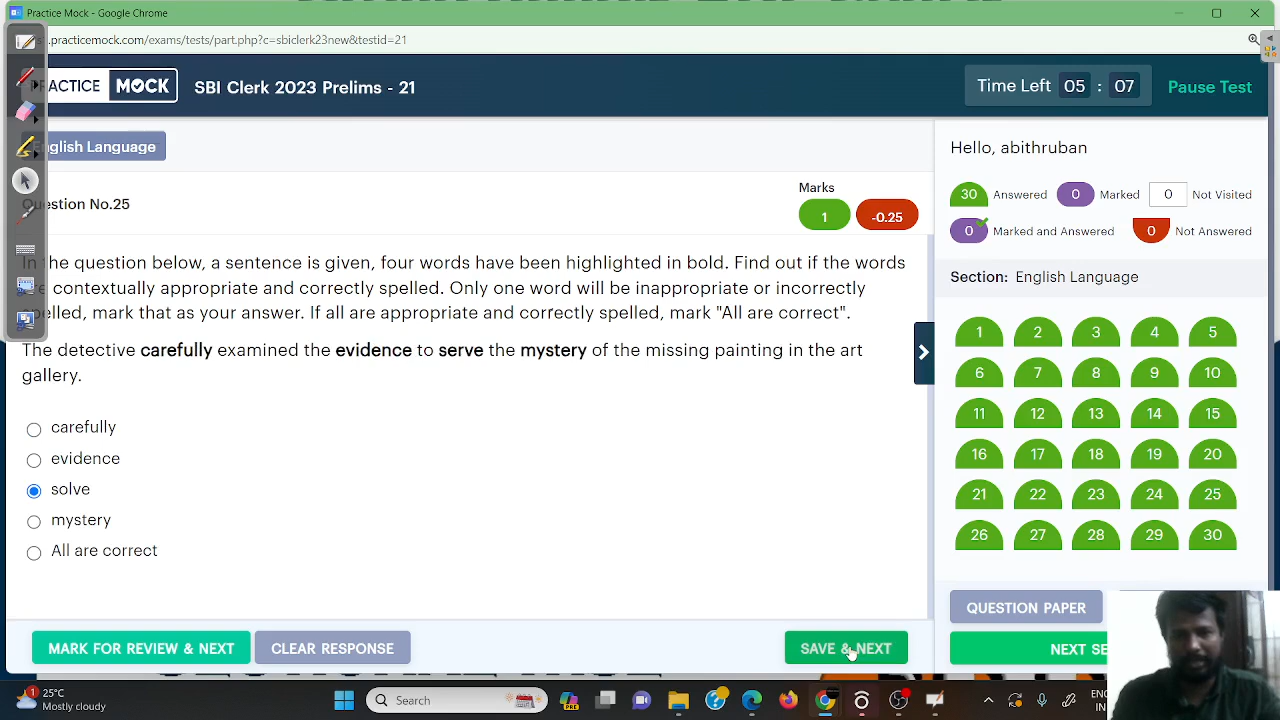 Practice Mock - Google Chrome
.practicemock.com/exams/tests/part.php?c=sbiclerk23new&testid=21
ACTICE MOCK
SBI Clerk 2023 Prelims - 21
Time Left 05 : 07
Pause Test
glish Language
Hello, abithruban
Question No.25
Marks
1
-0.25
30 Answered
0 Marked
0 Not Visited
0 Marked and Answered
0 Not Answered
Section: English Language
In the question below, a sentence is given, four words have been highlighted in bold. Find out if the words
contextually appropriate and correctly spelled. Only one word will be inappropriate or incorrectly
spelled, mark that as your answer. If all are appropriate and correctly spelled, mark "All are correct".
The detective carefully examined the evidence to serve the mystery of the missing painting in the art
gallery.
carefully
evidence
solve
mystery
All are correct
1 2 3 4 5
6 7 8 9 10
11 12 13 14 15
16 17 18 19 20
21 22 23 24 25
26 27 28 29 30
QUESTION PAPER
MARK FOR REVIEW & NEXT
CLEAR RESPONSE
SAVE & NEXT
NEXT SE
1
25°C
Mostly cloudy
Search
ENG
IN